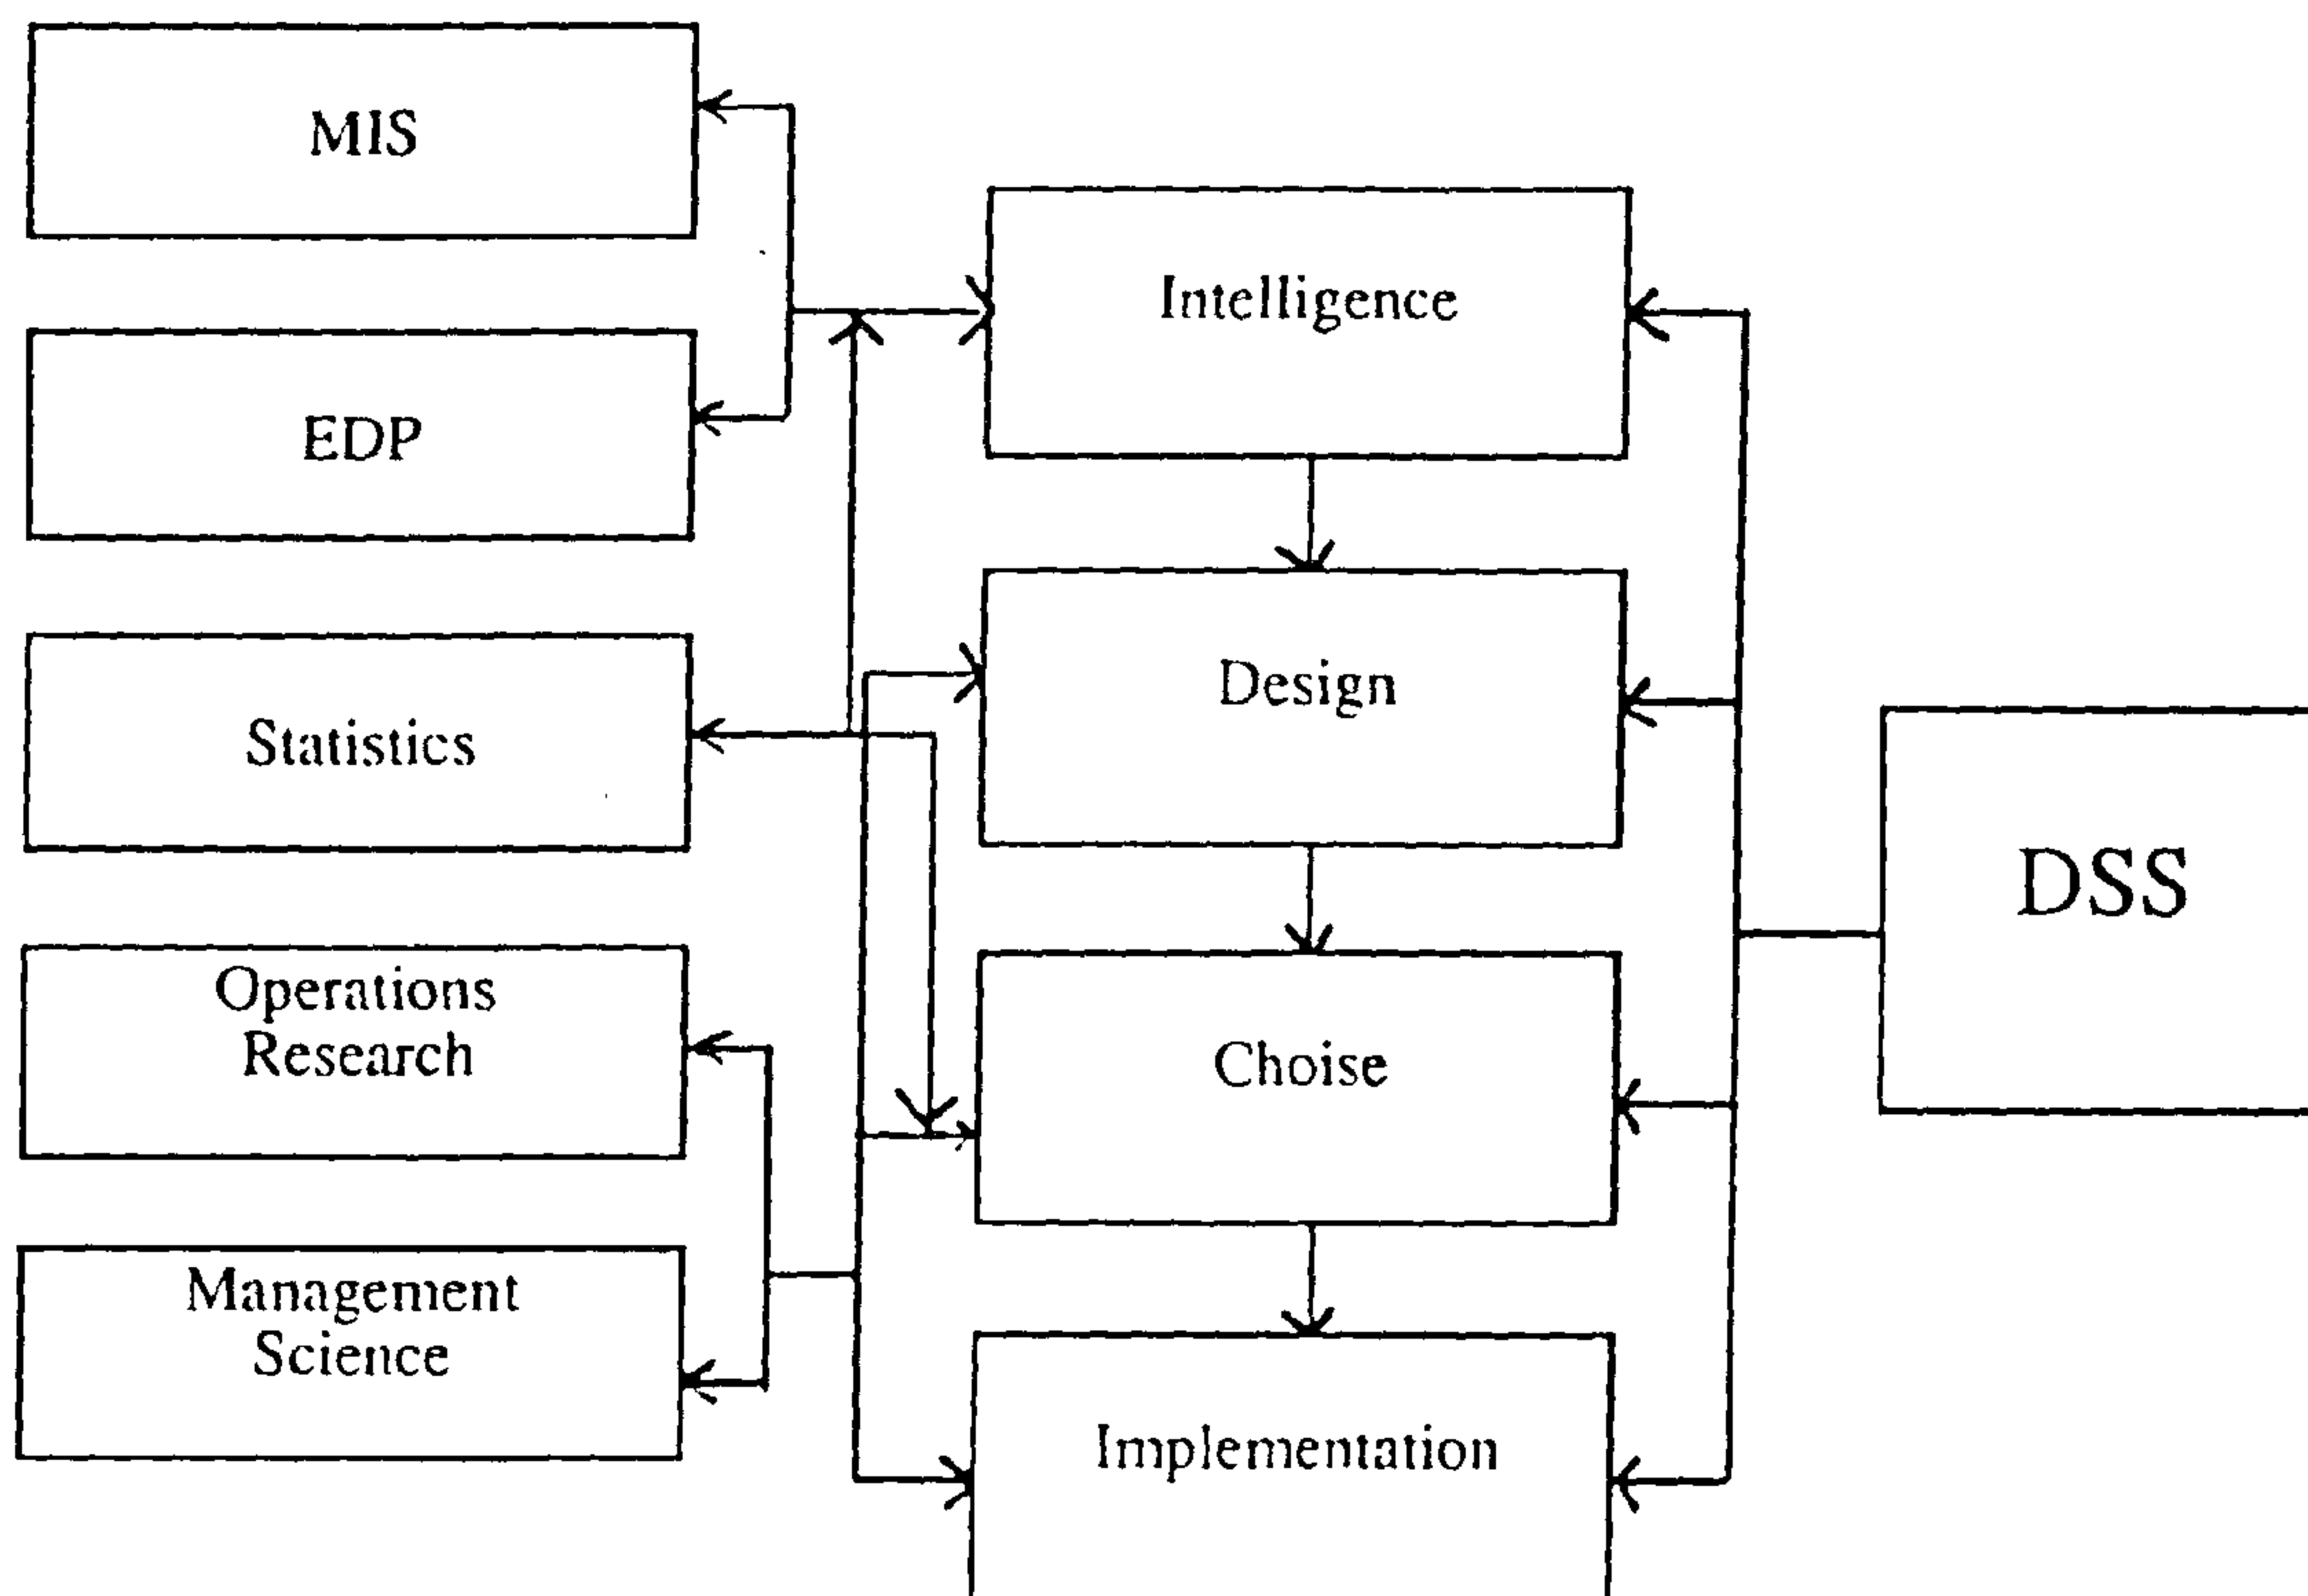 MIS
EDP
Statistics
Operations
Research
Management
Science
Intelligence
Design
Choise
Implementation
DSS